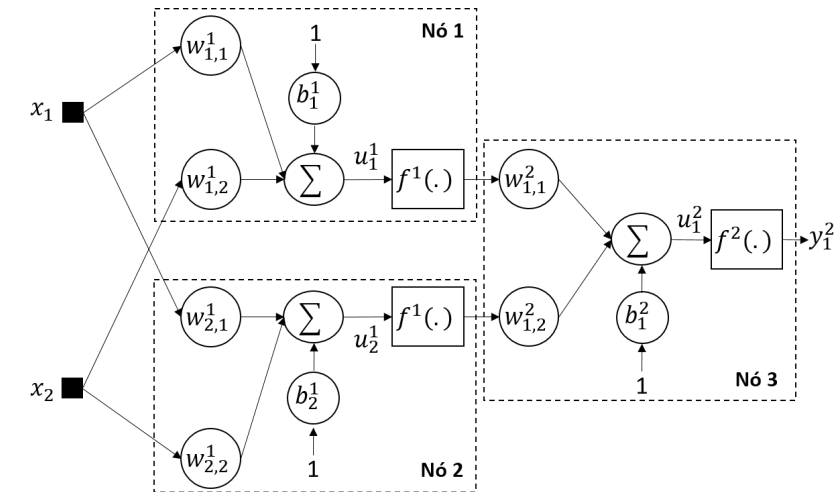 Nó 1
x₁
w¹₁,₁
1
b¹₁
w¹₁,₂
∑
u¹₁
f¹(.)
Nó 2
x₂
w¹₂,₁
∑
u¹₂
f¹(.)
b¹₂
w¹₂,₂
1
Nó 3
w²₁,₁
w²₁,₂
∑
u²₁
f²(.)
y²₁
b²₁
1